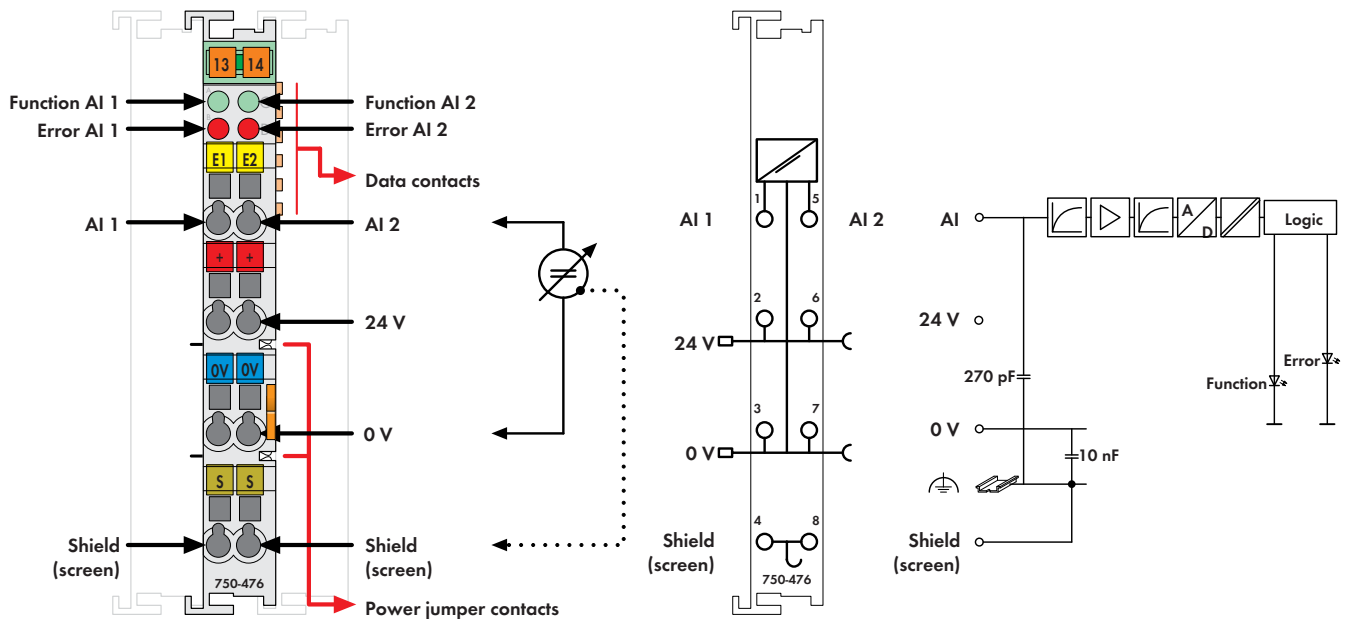 13 14
Function AI 1
Function AI 2
Error AI 1
Error AI 2
E1 E2
Data contacts
AI 1
AI 2
+ +
24 V
0V 0V
0 V
S S
Shield
(screen)
Shield
(screen)
750-476
Power jumper contacts
1 5
AI 1
AI 2
2 6
24 V
3 7
0 V
4 8
Shield
(screen)
750-476
AI
A
D
Logic
24 V
270 pF
Error
Function
0 V
10 nF
Shield
(screen)